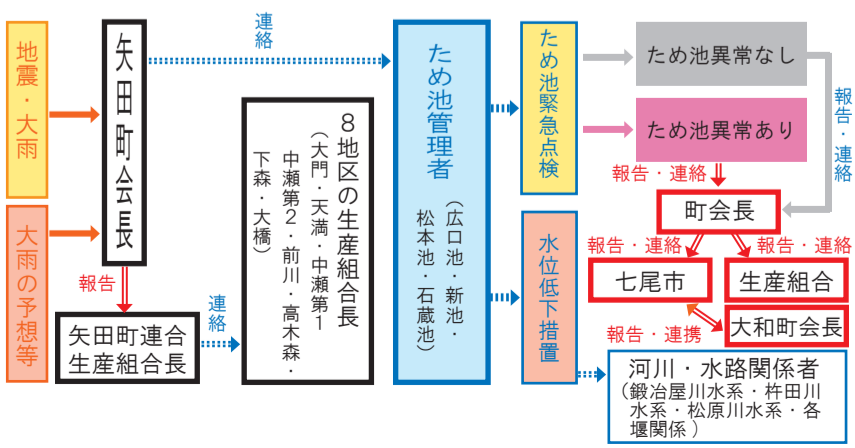 地震・大雨
大雨の予想等
矢田町会長
報告
矢田町連合
生産組合長
連絡
連絡
8地区の生産組合長
（大門・天満・中瀬第1
中瀬第2・前川・高木森・
下森・大橋）
ため池管理者
（広口池・新池・
松本池・石蔵池）
ため池緊急点検
水位低下措置
ため池異常なし
ため池異常あり
報告・連絡
報告・連絡
町会長
報告・連絡
報告・連絡
七尾市
生産組合
大和町会長
報告・連携
河川・水路関係者
（鍛冶屋川水系・杵田川
水系・松原川水系・各
堰関係）